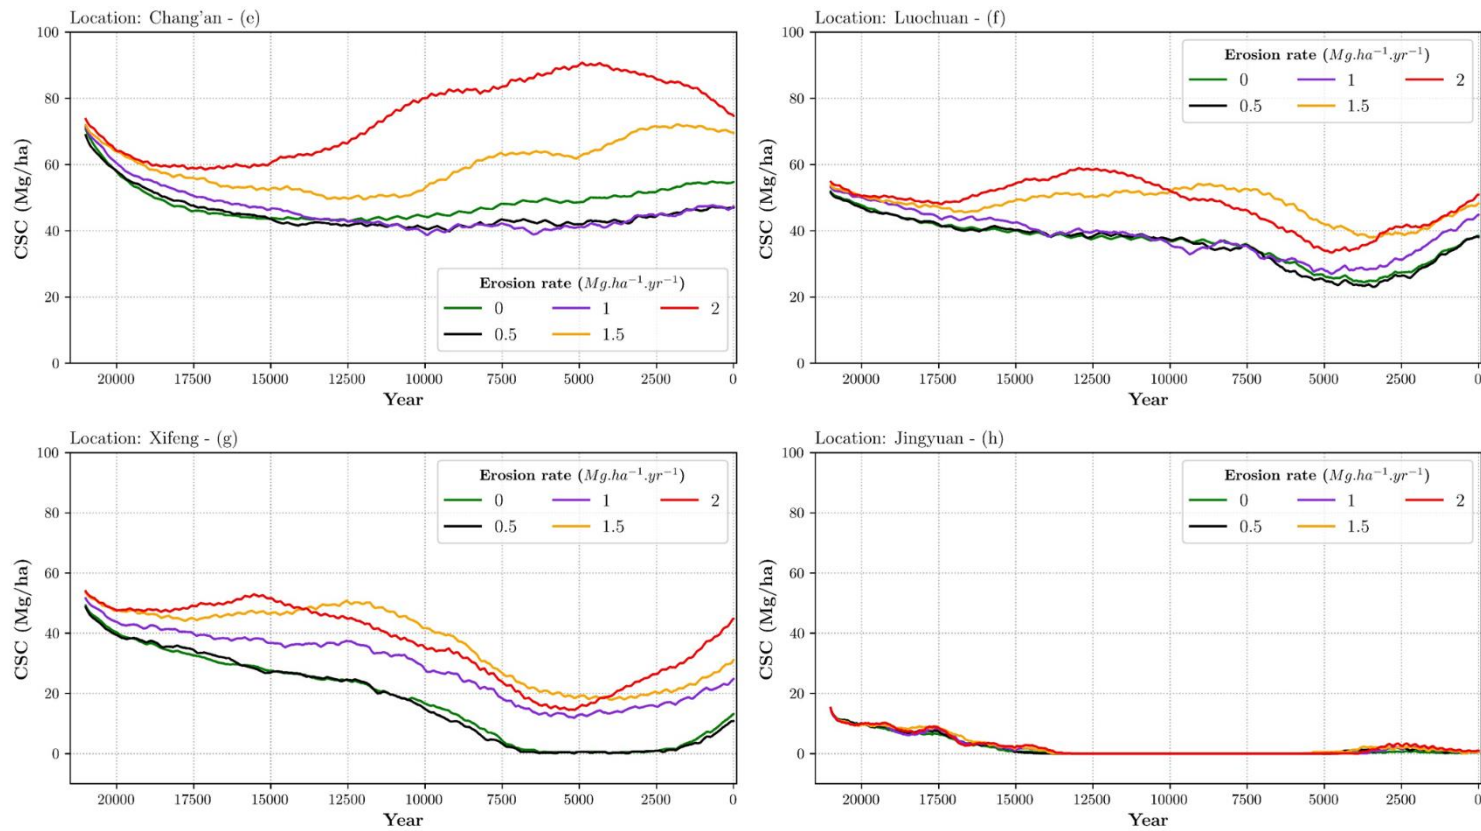 Location: Chang'an - (e)
100
80
60
40
20
0
CSC (Mg/ha)
Erosion rate (Mg.ha⁻¹.yr⁻¹)
0 1 2
0.5 1.5
20000 17500 15000 12500 10000 7500 5000 2500 0
Year
Location: Luochuan - (f)
100
80
60
40
20
0
CSC (Mg/ha)
Erosion rate (Mg.ha⁻¹.yr⁻¹)
0 1 2
0.5 1.5
20000 17500 15000 12500 10000 7500 5000 2500 0
Year
Location: Xifeng - (g)
100
80
60
40
20
0
CSC (Mg/ha)
Erosion rate (Mg.ha⁻¹.yr⁻¹)
0 1 2
0.5 1.5
20000 17500 15000 12500 10000 7500 5000 2500 0
Year
Location: Jingyuan - (h)
100
80
60
40
20
0
CSC (Mg/ha)
Erosion rate (Mg.ha⁻¹.yr⁻¹)
0 1 2
0.5 1.5
20000 17500 15000 12500 10000 7500 5000 2500 0
Year